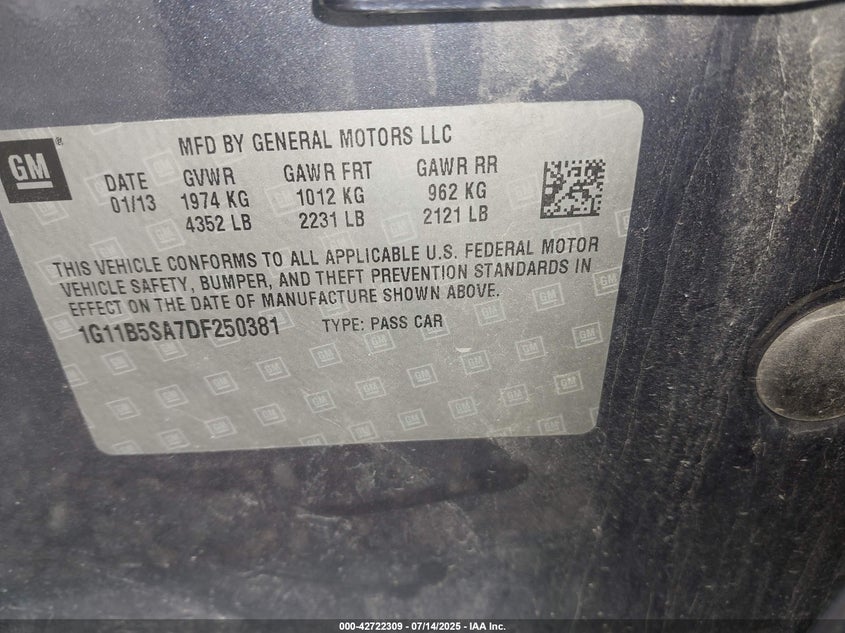 GM
MFD BY GENERAL MOTORS LLC
DATE GVWR GAWR FRT GAWR RR
01/13 1974 KG 1012 KG 962 KG
4352 LB 2231 LB 2121 LB
THIS VEHICLE CONFORMS TO ALL APPLICABLE U.S. FEDERAL MOTOR
VEHICLE SAFETY, BUMPER, AND THEFT PREVENTION STANDARDS IN
EFFECT ON THE DATE OF MANUFACTURE SHOWN ABOVE.
1G11B5SA7DF250381 TYPE: PASS CAR
000-42722309 - 07/14/2025 - IAA Inc.